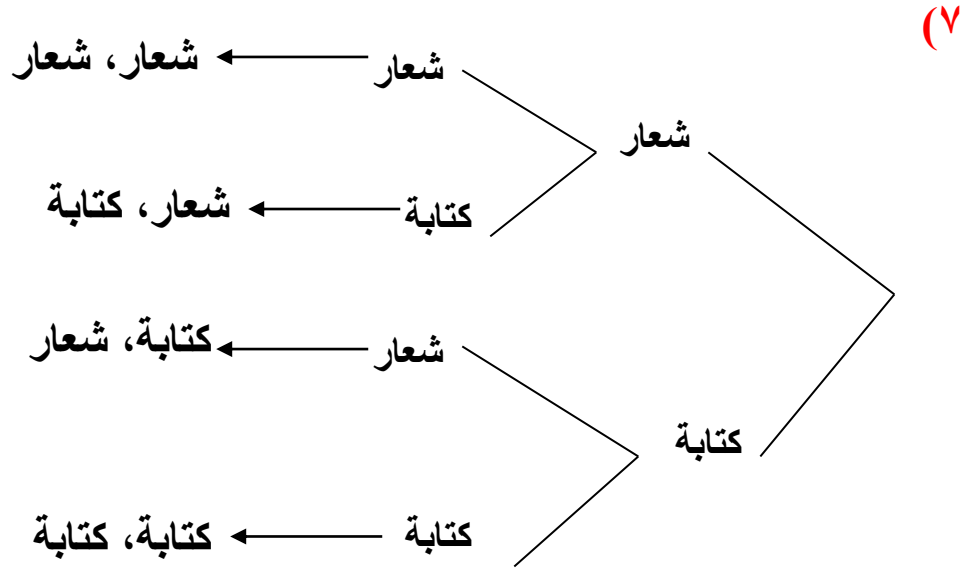 (٧
شعار
شعار
شعار، شعار
كتابة
شعار، كتابة
كتابة
شعار
كتابة، شعار
كتابة
كتابة، كتابة